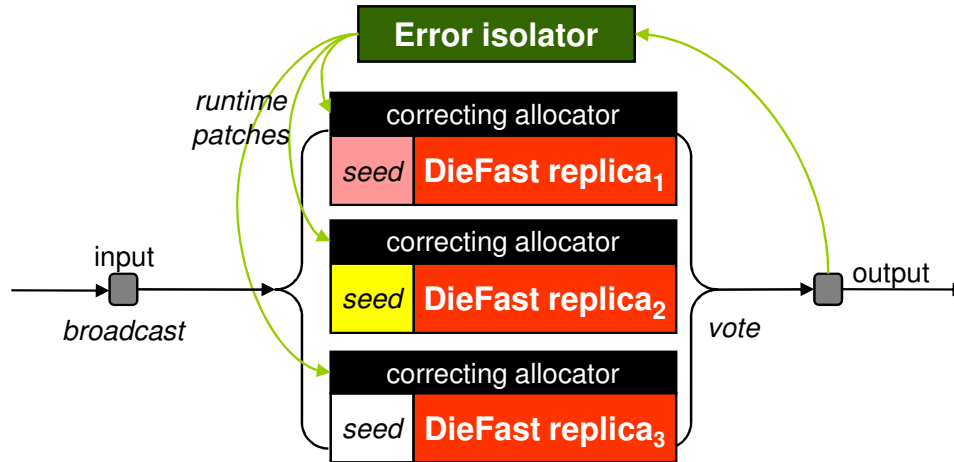 Error isolator
runtime
patches
correcting allocator
seed DieFast replica1
correcting allocator
input
seed DieFast replica2
output
broadcast
vote
correcting allocator
seed DieFast replica3